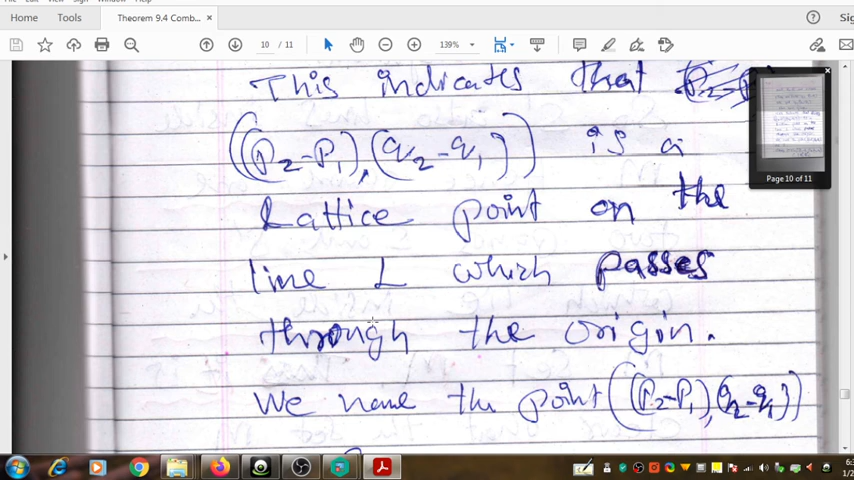 Home Tools Theorem 9.4 Comb... × Sig
10 / 11 139%
This indicates that
((P2-P1), (q2-q1)) is a
Lattice point on the
line L which passes
through the origin.
We name the point ((P2-P1), (q2-q1))
Page 10 of 11